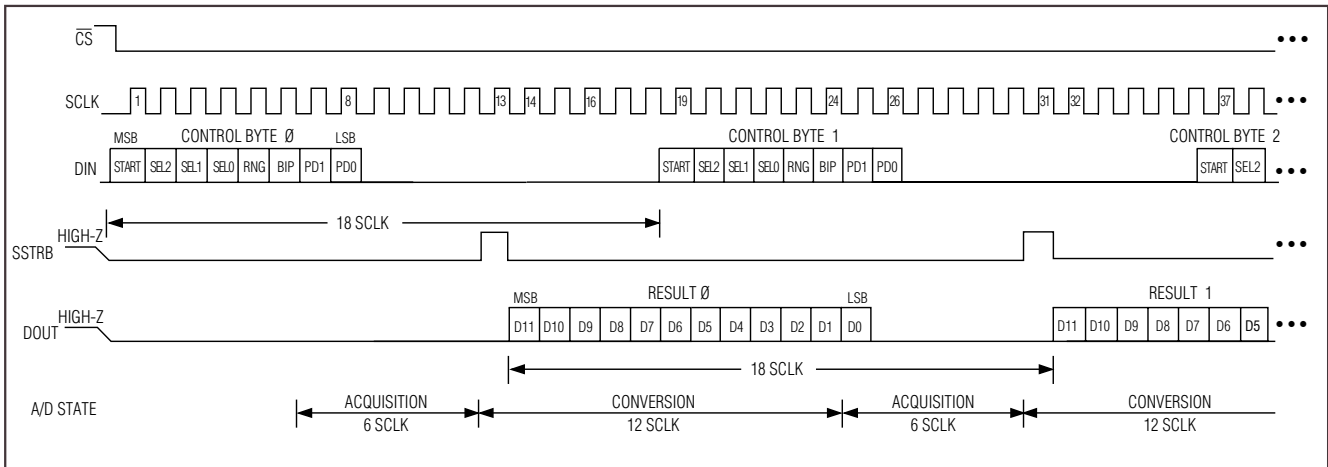 CS •••
SCLK 1 8 13 14 16 19 24 26 31 32 37 •••
MSB CONTROL BYTE Ø LSB CONTROL BYTE 1 CONTROL BYTE 2
DIN START SEL2 SEL1 SEL0 RNG BIP PD1 PD0 START SEL2 SEL1 SEL0 RNG BIP PD1 PD0 START SEL2 •••
18 SCLK
HIGH-Z
SSTRB •••
MSB RESULT Ø LSB RESULT 1
HIGH-Z
DOUT D11 D10 D9 D8 D7 D6 D5 D4 D3 D2 D1 D0 D11 D10 D9 D8 D7 D6 D5 •••
18 SCLK
A/D STATE ACQUISITION CONVERSION ACQUISITION CONVERSION
6 SCLK 12 SCLK 6 SCLK 12 SCLK